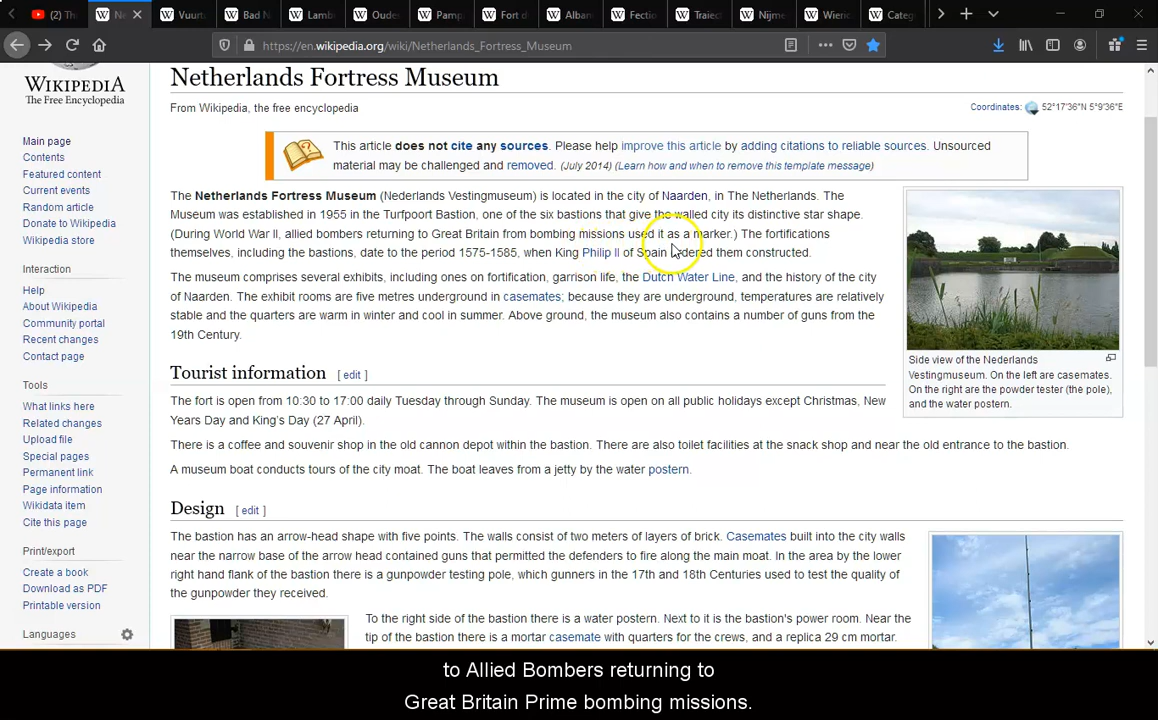 (2) Th
Ne
Vuurt
Bad N
Lamb
Oude
Pamp
Fort d
Alban
Fectio
Traiec
Nijme
Wieric
Categ
https://en.wikipedia.org/wiki/Netherlands_Fortress_Museum
WIKIPEDIA
The Free Encyclopedia
Main page
Contents
Featured content
Current events
Random article
Donate to Wikipedia
Wikipedia store
Interaction
Help
About Wikipedia
Community portal
Recent changes
Contact page
Tools
What links here
Related changes
Upload file
Special pages
Permanent link
Page information
Wikidata item
Cite this page
Print/export
Create a book
Download as PDF
Printable version
Languages
Netherlands Fortress Museum
From Wikipedia, the free encyclopedia
Coordinates: 52°17′36″N 5°9′36″E
This article does not cite any sources. Please help improve this article by adding citations to reliable sources. Unsourced
material may be challenged and removed. (July 2014) (Learn how and when to remove this template message)
The Netherlands Fortress Museum (Nederlands Vestingmuseum) is located in the city of Naarden, in The Netherlands. The
Museum was established in 1955 in the Turfpoort Bastion, one of the six bastions that give the walled city its distinctive star shape.
(During World War II, allied bombers returning to Great Britain from bombing missions used it as a marker.) The fortifications
themselves, including the bastions, date to the period 1575-1585, when King Philip II of Spain ordered them constructed.
The museum comprises several exhibits, including ones on fortification, garrison life, the Dutch Water Line, and the history of the city
of Naarden. The exhibit rooms are five metres underground in casemates; because they are underground, temperatures are relatively
stable and the quarters are warm in winter and cool in summer. Above ground, the museum also contains a number of guns from the
19th Century.
Side view of the Nederlands
Vestingmuseum. On the left are casemates.
On the right are the powder tester (the pole),
and the water postern.
Tourist information [ edit ]
The fort is open from 10:30 to 17:00 daily Tuesday through Sunday. The museum is open on all public holidays except Christmas, New
Years Day and King's Day (27 April).
There is a coffee and souvenir shop in the old cannon depot within the bastion. There are also toilet facilities at the snack shop and near the old entrance to the bastion.
A museum boat conducts tours of the city moat. The boat leaves from a jetty by the water postern.
Design [ edit ]
The bastion has an arrow-head shape with five points. The walls consist of two meters of layers of brick. Casemates built into the city walls
near the narrow base of the arrow head contained guns that permitted the defenders to fire along the main moat. In the area by the lower
right hand flank of the bastion there is a gunpowder testing pole, which gunners in the 17th and 18th Centuries used to test the quality of
the gunpowder they received.
To the right side of the bastion there is a water postern. Next to it is the bastion's power room. Near the
tip of the bastion there is a mortar casemate with quarters for the crews, and a replica 29 cm mortar.
to Allied Bombers returning to
Great Britain Prime bombing missions.